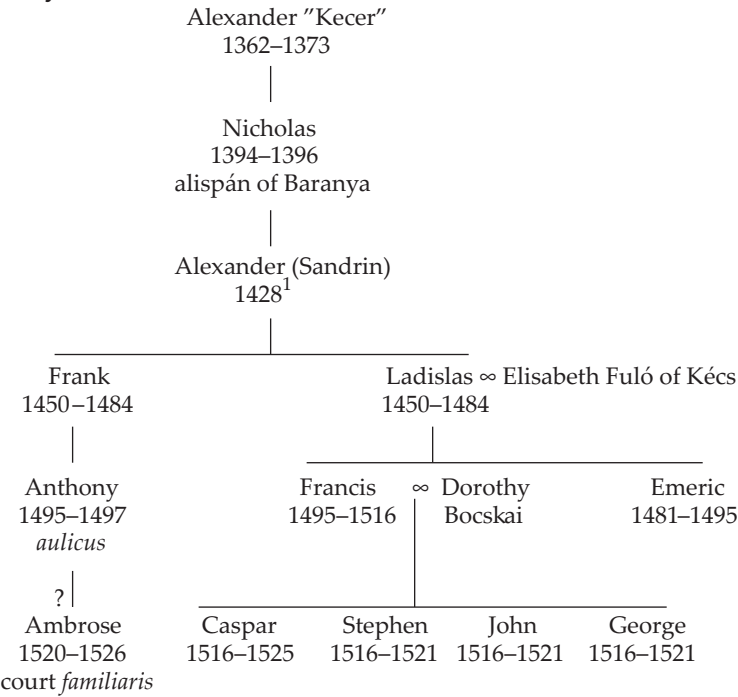 Alexander ”Kecer”
1362–1373
Nicholas
1394–1396
alispán of Baranya
Alexander (Sandrin)
1428¹
Frank
1450–1484
Ladislas ∞ Elisabeth Fuló of Kécs
1450–1484
Anthony
1495–1497
aulicus
Francis ∞ Dorothy
1495–1516 Bocskai
Emeric
1481–1495
?
Ambrose
1520–1526
court familiaris
Caspar
1516–1525
Stephen
1516–1521
John
1516–1521
George
1516–1521